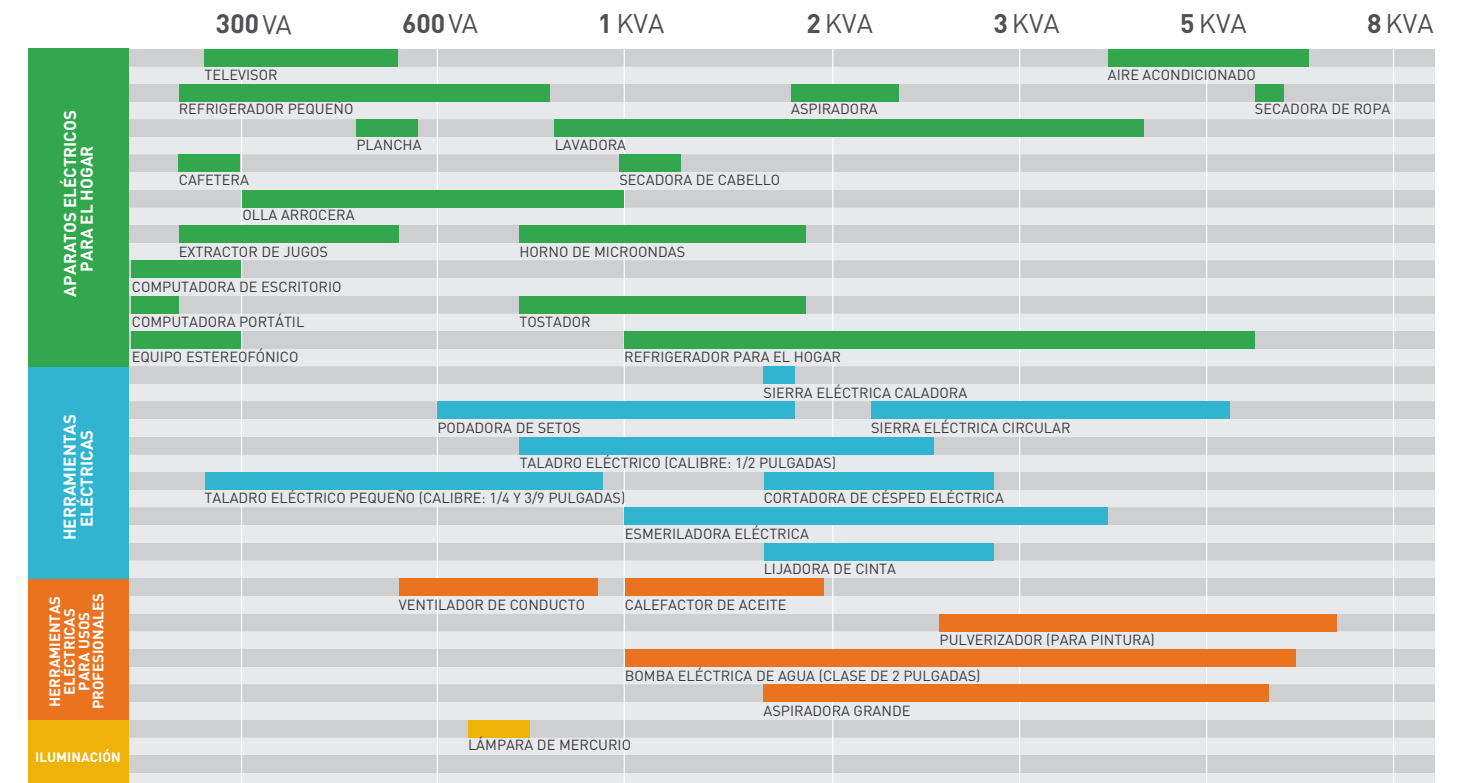 300 VA 600 VA 1 KVA 2 KVA 3 KVA 5 KVA 8 KVA
APARATOS ELÉCTRICOS
PARA EL HOGAR
TELEVISOR AIRE ACONDICIONADO
REFRIGERADOR PEQUEÑO ASPIRADORA SECADORA DE ROPA
PLANCHA LAVADORA
CAFETERA SECADORA DE CABELLO
OLLA ARROCERA
EXTRACTOR DE JUGOS HORNO DE MICROONDAS
COMPUTADORA DE ESCRITORIO
COMPUTADORA PORTÁTIL TOSTADOR
EQUIPO ESTEREOFÓNICO REFRIGERADOR PARA EL HOGAR
HERRAMIENTAS
ELÉCTRICAS
SIERRA ELÉCTRICA CALADORA
PODADORA DE SETOS SIERRA ELÉCTRICA CIRCULAR
TALADRO ELÉCTRICO (CALIBRE: 1/2 PULGADAS)
TALADRO ELÉCTRICO PEQUEÑO (CALIBRE: 1/4 Y 3/9 PULGADAS) CORTADORA DE CÉSPED ELÉCTRICA
ESMERILADORA ELÉCTRICA
LIJADORA DE CINTA
HERRAMIENTAS
ELÉCTRICAS
PARA USOS
PROFESIONALES
VENTILADOR DE CONDUCTO CALEFACTOR DE ACEITE
PULVERIZADOR (PARA PINTURA)
BOMBA ELÉCTRICA DE AGUA (CLASE DE 2 PULGADAS)
ASPIRADORA GRANDE
ILUMINACIÓN
LÁMPARA DE MERCURIO